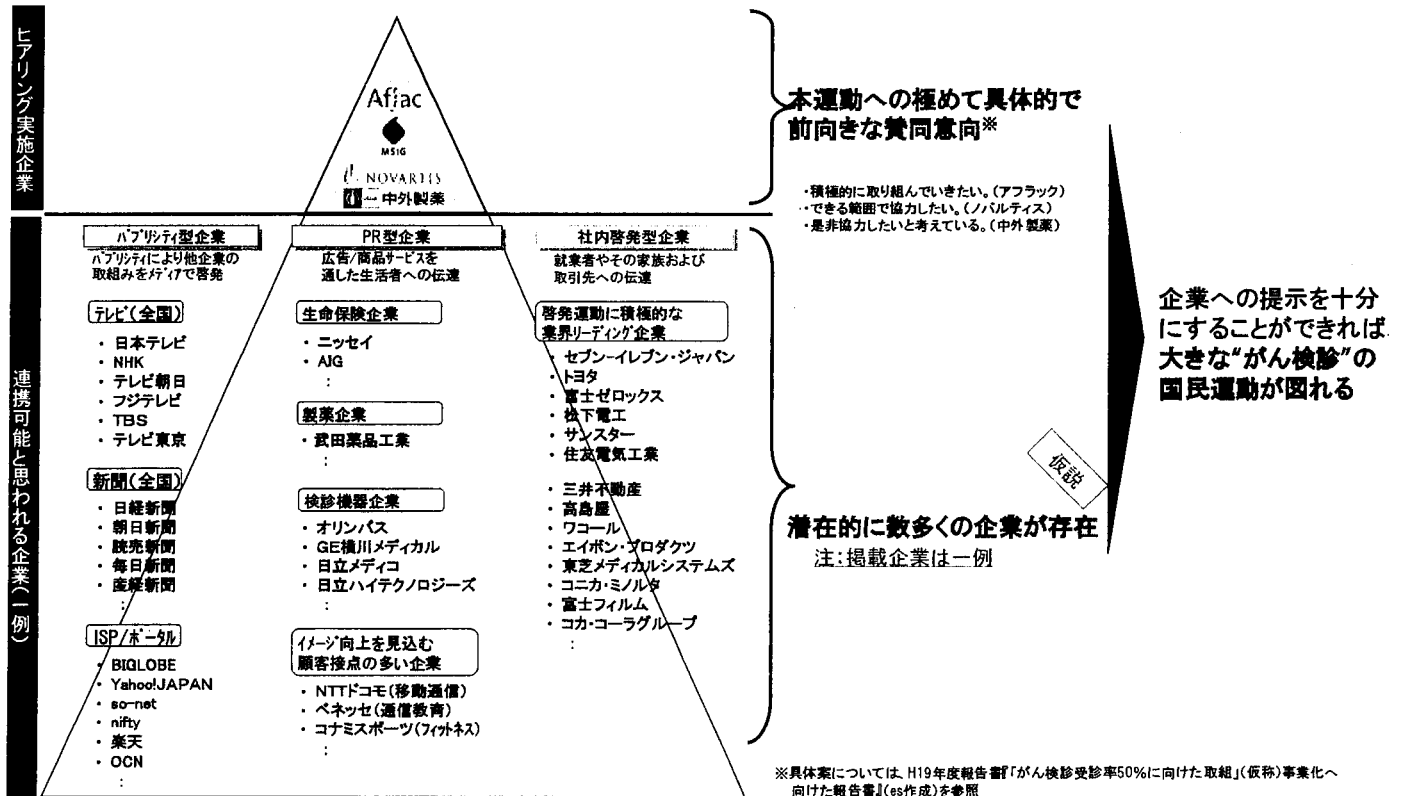 ヒアリング実施企業
Aflac
MSIG
NOVARTIS
中外製薬
本運動への極めて具体的で
前向きな賛同意向※
・積極的に取り組んでいきたい。(アフラック)
・できる範囲で協力したい。(ノバルティス)
・是非協力したいと考えている。(中外製薬)
連携可能と思われる企業(一例)
パブリシティ型企業
パブリシティにより他企業の
取組みをメディアで啓発
テレビ(全国)
・ 日本テレビ
・ NHK
・ テレビ朝日
・ フジテレビ
・ TBS
・ テレビ東京
新聞(全国)
・ 日経新聞
・ 朝日新聞
・ 読売新聞
・ 毎日新聞
・ 産経新聞
:
ISP/ポータル
・ BIGLOBE
・ Yahoo!JAPAN
・ so-net
・ nifty
・ 楽天
・ OCN
:
PR型企業
広告/商品サービスを
通した生活者への伝達
生命保険企業
・ ニッセイ
・ AIG
:
製薬企業
・ 武田薬品工業
:
検診機器企業
・ オリンパス
・ GE横川メディカル
・ 日立メディコ
・ 日立ハイテクノロジーズ
:
イメージ向上を見込む
顧客接点の多い企業
・ NTTドコモ(移動通信)
・ ベネッセ(通信教育)
・ コナミスポーツ(フィットネス)
:
社内啓発型企業
就業者やその家族および
取引先への伝達
啓発運動に積極的な
業界リーディング企業
・ セブン-イレブン・ジャパン
・ トヨタ
・ 富士ゼロックス
・ 松下電工
・ サンスター
・ 住友電気工業
・ 三井不動産
・ 高島屋
・ ワコール
・ エイボン・プロダクツ
・ 東芝メディカルシステムズ
・ コニカ・ミノルタ
・ 富士フィルム
・ コカ・コーラグループ
:
潜在的に数多くの企業が存在
注:掲載企業は一例
仮説
企業への提示を十分
にすることができれば
大きな“がん検診”の
国民運動が図れる
※具体案については、H19年度報告書『「がん検診受診率50%に向けた取組」(仮称)事業化へ
向けた報告書』(es作成)を参照